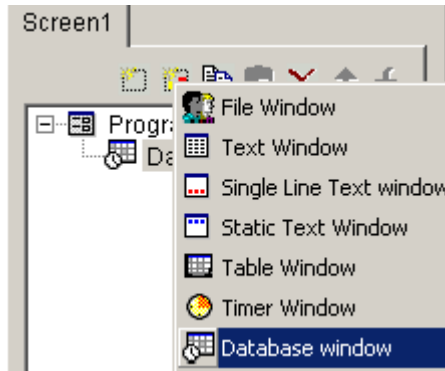 Screen1
File Window
Text Window
Single Line Text window
Static Text Window
Table Window
Timer Window
Database window